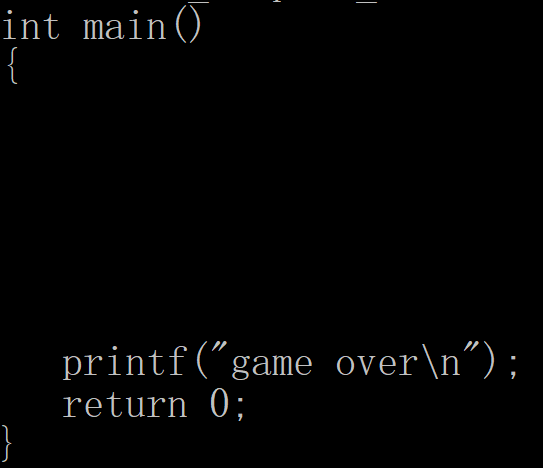 int main()
{
printf("game over\n");
return 0;
}